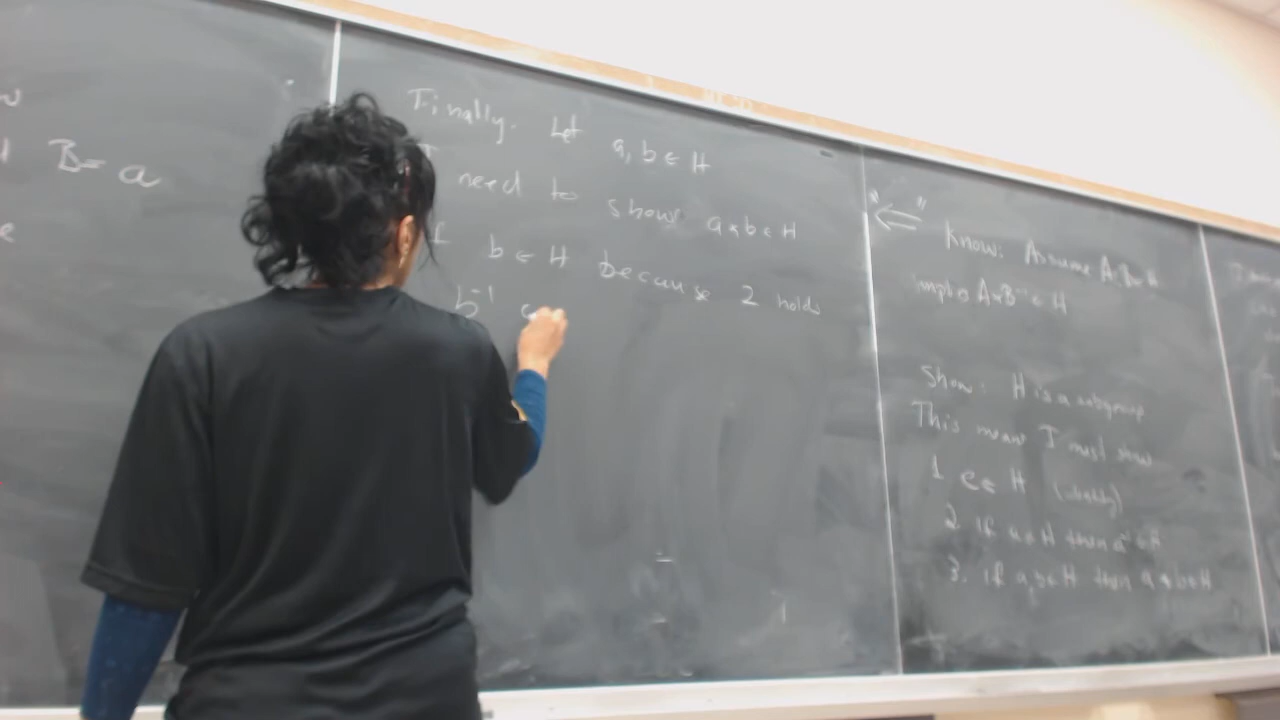 B = a
Finally. Let a, b ∈ H
need to show a * b ∈ H
If b ∈ H because 2 holds
b⁻¹
"⇐" Know: Assume A, B ∈ H
implies A * B⁻¹ ∈ H
Show: H is a subgroup
This means I must show
1 e ∈ H (identity)
2. if a ∈ H then a⁻¹ ∈ H
3. if a, b ∈ H then a * b ∈ H